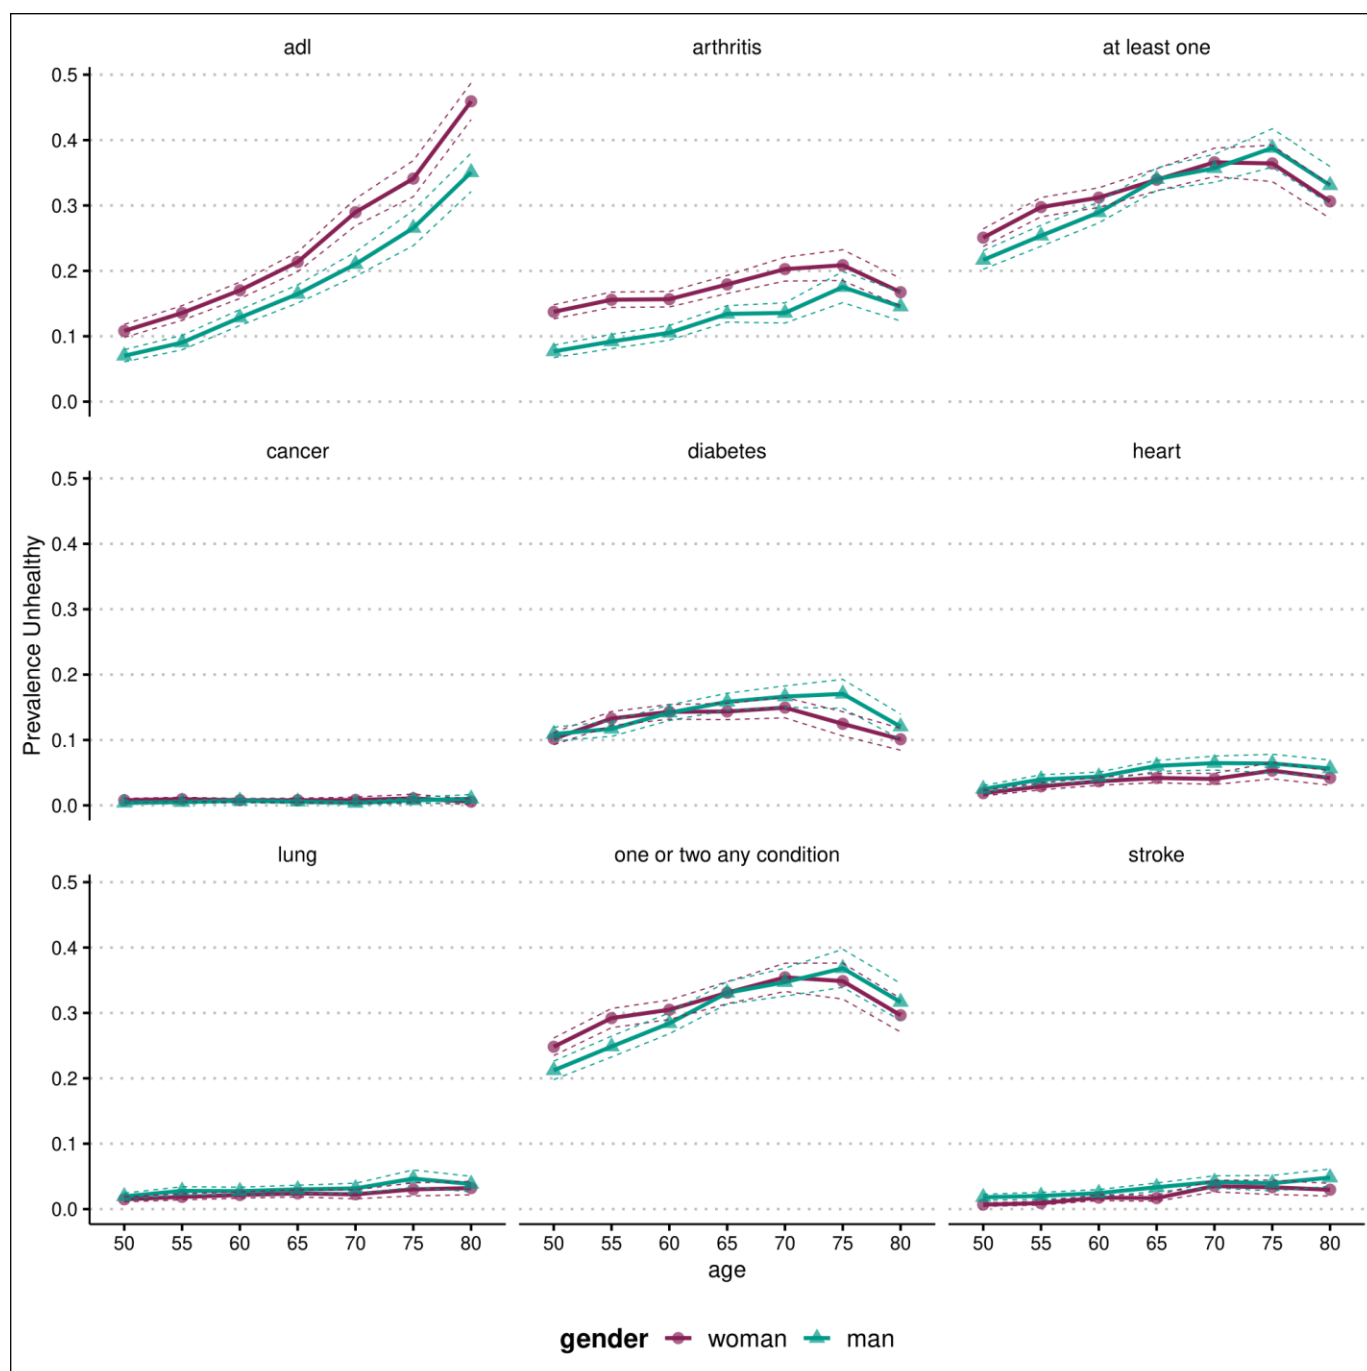 adl arthritis at least one
0.5
0.4
0.3
0.2
0.1
0.0
cancer diabetes heart
0.5
0.4
0.3
0.2
0.1
0.0
Prevalence Unhealthy
lung one or two any condition stroke
0.5
0.4
0.3
0.2
0.1
0.0
50 55 60 65 70 75 80 50 55 60 65 70 75 80 50 55 60 65 70 75 80
age
gender woman man